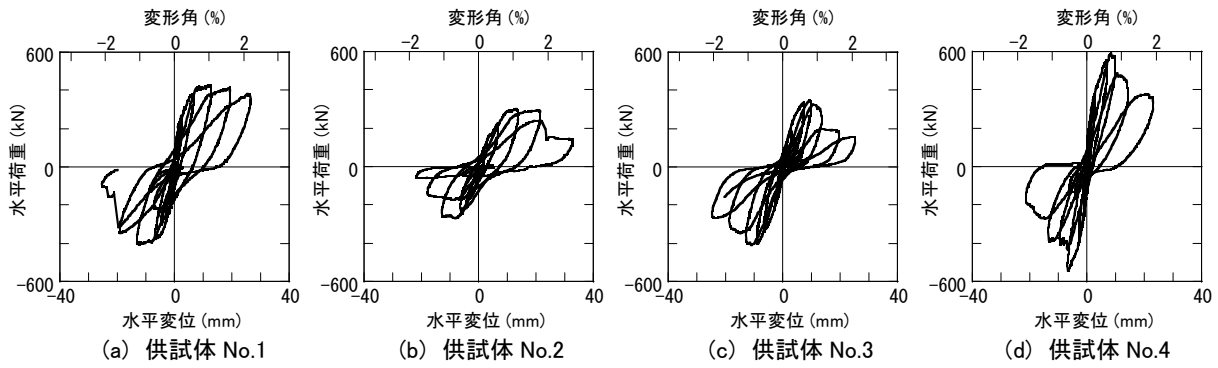 変形角 (%)
-2 0 2
600
0
-600
水平荷重 (kN)
-40 0 40
水平変位 (mm)
(a) 供試体 No.1
変形角 (%)
-2 0 2
600
0
-600
水平荷重 (kN)
-40 0 40
水平変位 (mm)
(b) 供試体 No.2
変形角 (%)
-2 0 2
600
0
-600
水平荷重 (kN)
-40 0 40
水平変位 (mm)
(c) 供試体 No.3
変形角 (%)
-2 0 2
600
0
-600
水平荷重 (kN)
-40 0 40
水平変位 (mm)
(d) 供試体 No.4